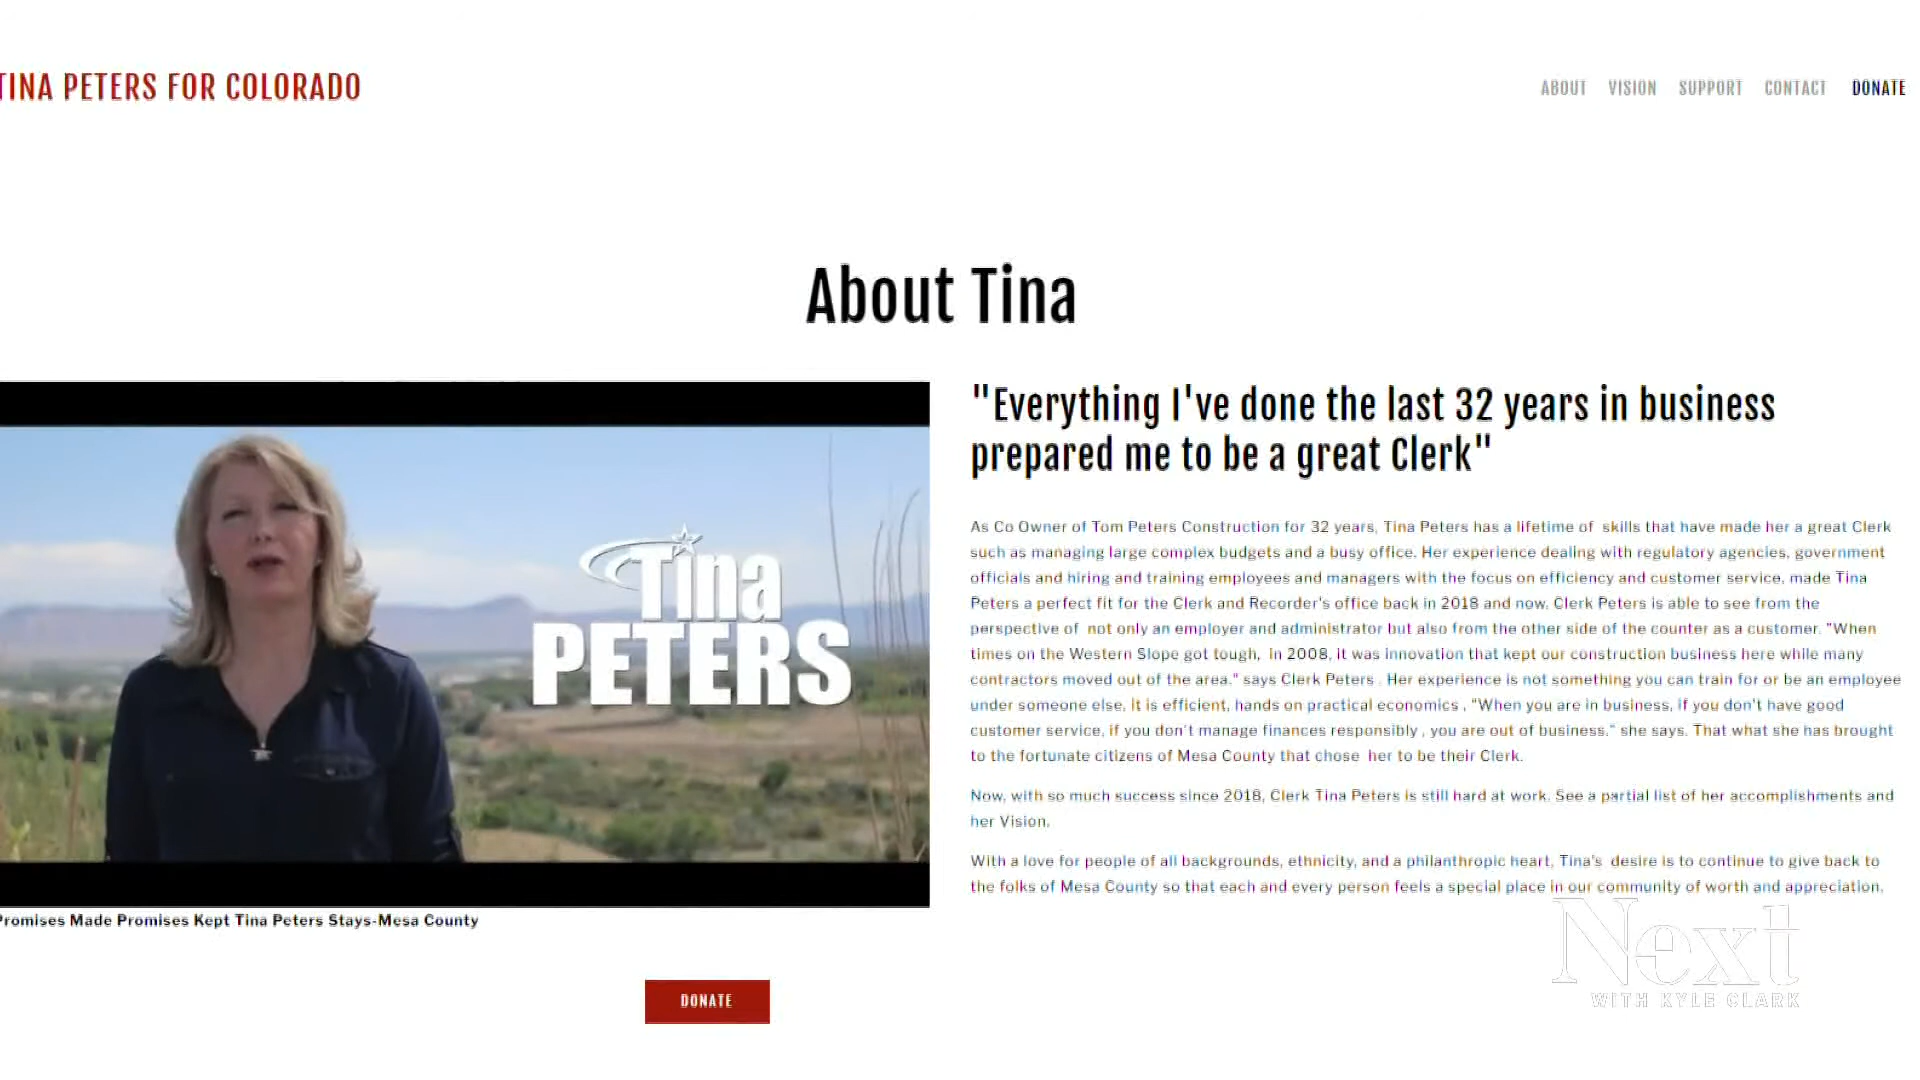 TINA PETERS FOR COLORADO
ABOUT VISION SUPPORT CONTACT DONATE
About Tina
Tina
PETERS
Promises Made Promises Kept Tina Peters Stays-Mesa County
DONATE
"Everything I've done the last 32 years in business
prepared me to be a great Clerk"
As Co Owner of Tom Peters Construction for 32 years, Tina Peters has a lifetime of skills that have made her a great Clerk
such as managing large complex budgets and a busy office. Her experience dealing with regulatory agencies, government
officials and hiring and training employees and managers with the focus on efficiency and customer service, made Tina
Peters a perfect fit for the Clerk and Recorder's office back in 2018 and now. Clerk Peters is able to see from the
perspective of not only an employer and administrator but also from the other side of the counter as a customer. "When
times on the Western Slope got tough, in 2008, it was innovation that kept our construction business here while many
contractors moved out of the area." says Clerk Peters . Her experience is not something you can train for or be an employee
under someone else, It is efficient, hands on practical economics , "When you are in business, if you don't have good
customer service, if you don't manage finances responsibly , you are out of business." she says. That what she has brought
to the fortunate citizens of Mesa County that chose her to be their Clerk.
Now, with so much success since 2018, Clerk Tina Peters is still hard at work. See a partial list of her accomplishments and
her Vision.
With a love for people of all backgrounds, ethnicity, and a philanthropic heart, Tina's desire is to continue to give back to
the folks of Mesa County so that each and every person feels a special place in our community of worth and appreciation.
Next
WITH KYLE CLARK